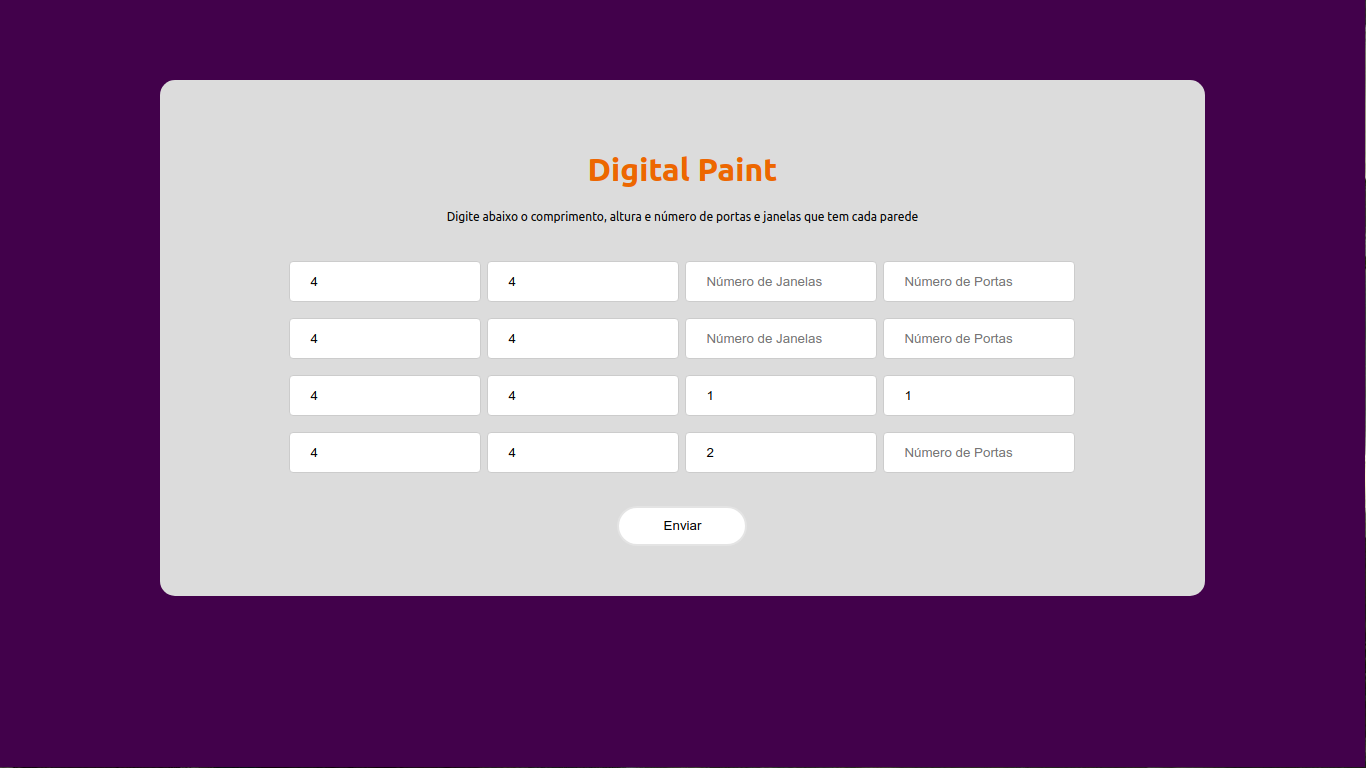 Digital Paint
Digite abaixo o comprimento, altura e número de portas e janelas que tem cada parede
4 4 Número de Janelas Número de Portas
4 4 Número de Janelas Número de Portas
4 4 1 1
4 4 2 Número de Portas
Enviar